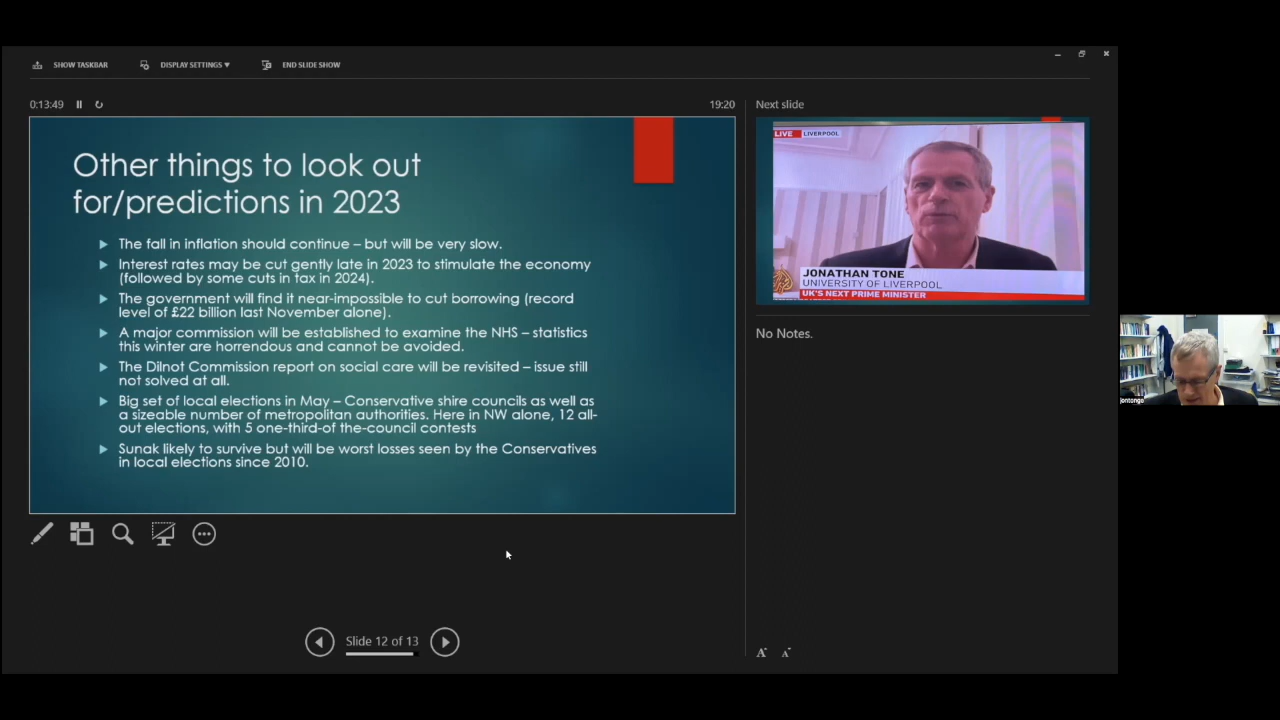 SHOW TASKBAR
DISPLAY SETTINGS ▼
END SLIDE SHOW
0:13:49
19:20
Next slide
Other things to look out
for/predictions in 2023
The fall in inflation should continue – but will be very slow.
Interest rates may be cut gently late in 2023 to stimulate the economy
(followed by some cuts in tax in 2024).
The government will find it near-impossible to cut borrowing (record
level of £22 billion last November alone).
A major commission will be established to examine the NHS – statistics
this winter are horrendous and cannot be avoided.
The Dilnot Commission report on social care will be revisited – issue still
not solved at all.
Big set of local elections in May – Conservative shire councils as well as
a sizeable number of metropolitan authorities. Here in NW alone, 12 all-
out elections, with 5 one-third-of the-council contests
Sunak likely to survive but will be worst losses seen by the Conservatives
in local elections since 2010.
LIVE LIVERPOOL
JONATHAN TONE
UNIVERSITY OF LIVERPOOL
UK'S NEXT PRIME MINISTER
No Notes.
jontonge
Slide 12 of 13
A A